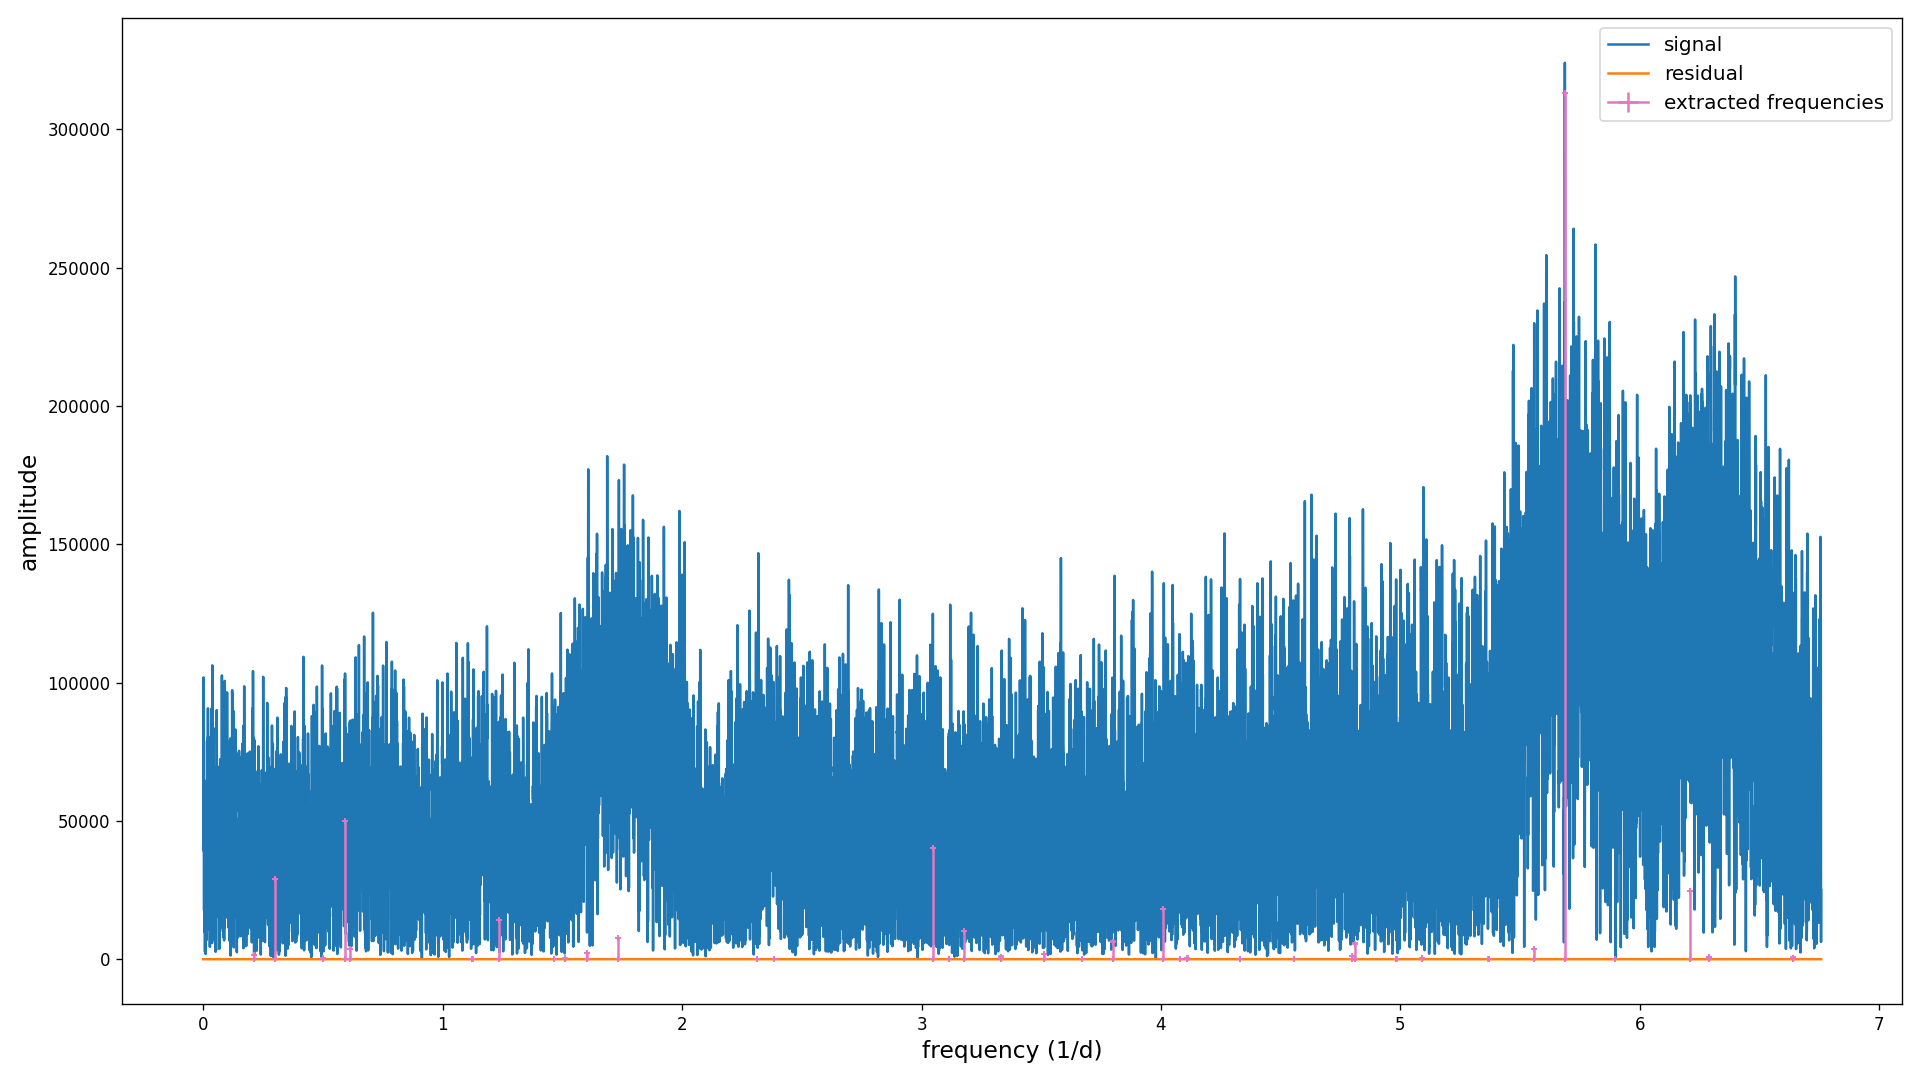 signal
residual
extracted frequencies
amplitude
300000
250000
200000
150000
100000
50000
0
0 1 2 3 4 5 6 7
frequency (1/d)